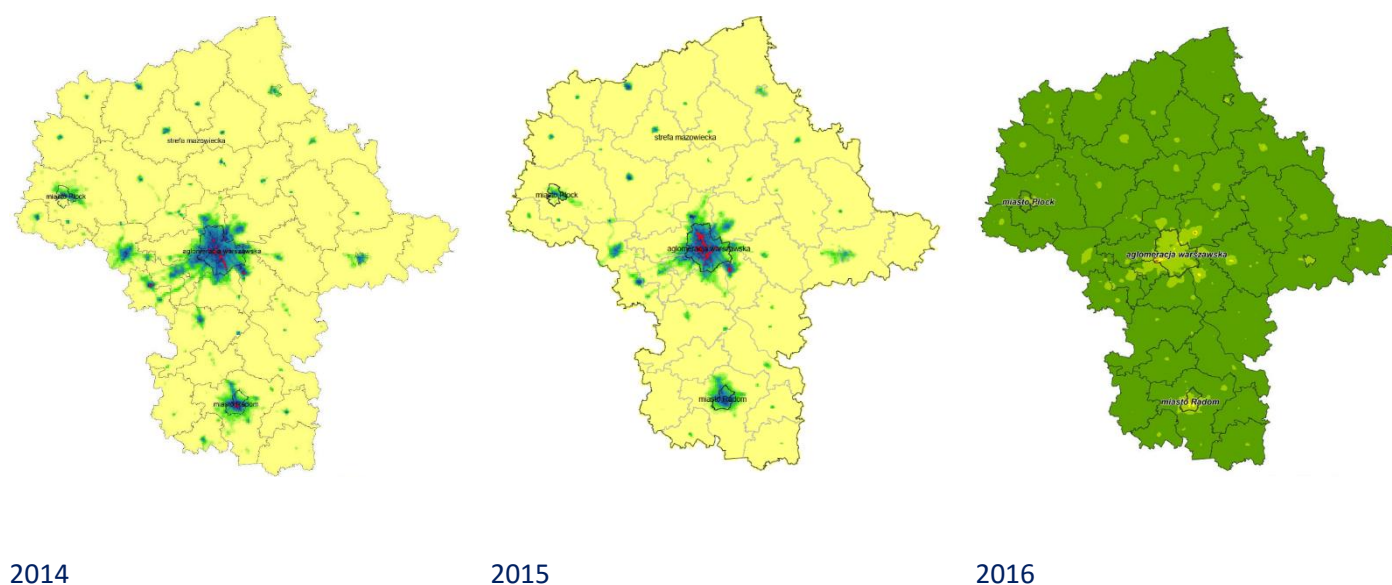 strefa mazowiecka
miasto Płock
aglomeracja warszawska
miasto Radom
strefa mazowiecka
miasto Płock
aglomeracja warszawska
miasto Radom
miasto Płock
aglomeracja warszawska
miasto Radom
2014
2015
2016